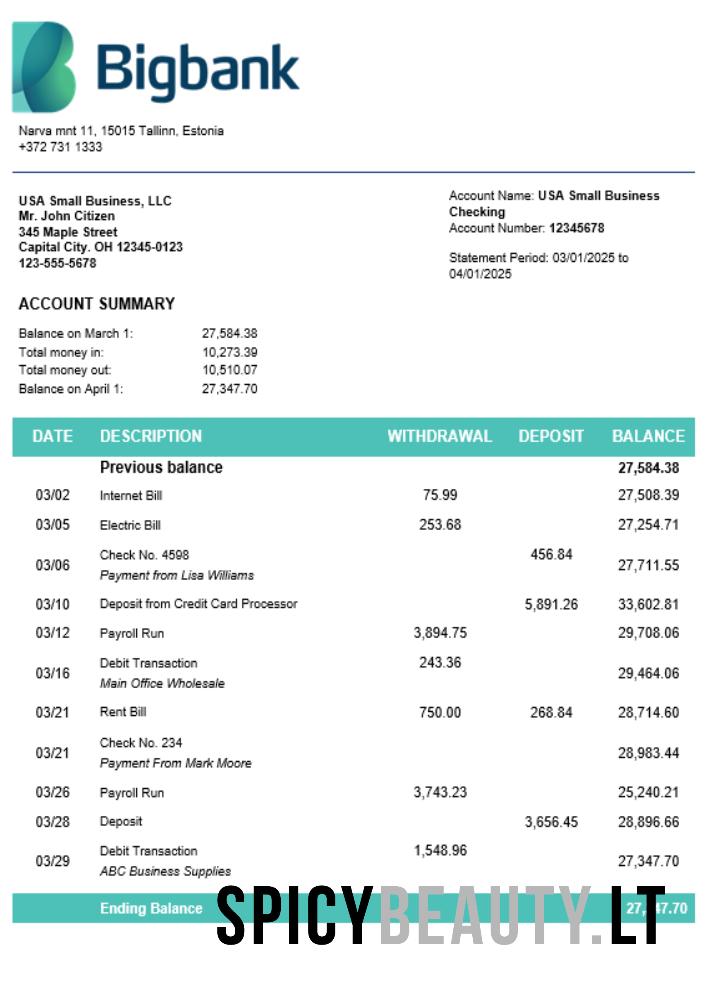 Bigbank
Narva mnt 11, 15015 Tallinn, Estonia
+372 731 1333
USA Small Business, LLC
Mr. John Citizen
345 Maple Street
Capital City. OH 12345-0123
123-555-5678
Account Name: USA Small Business
Checking
Account Number: 12345678
Statement Period: 03/01/2025 to
04/01/2025
ACCOUNT SUMMARY
Balance on March 1: 27,584.38
Total money in: 10,273.39
Total money out: 10,510.07
Balance on April 1: 27,347.70
DATE DESCRIPTION WITHDRAWAL DEPOSIT BALANCE
Previous balance 27,584.38
03/02 Internet Bill 75.99 27,508.39
03/05 Electric Bill 253.68 27,254.71
03/06 Check No. 4598 456.84 27,711.55
Payment from Lisa Williams
03/10 Deposit from Credit Card Processor 5,891.26 33,602.81
03/12 Payroll Run 3,894.75 29,708.06
03/16 Debit Transaction 243.36 29,464.06
Main Office Wholesale
03/21 Rent Bill 750.00 268.84 28,714.60
03/21 Check No. 234 28,983.44
Payment From Mark Moore
03/26 Payroll Run 3,743.23 25,240.21
03/28 Deposit 3,656.45 28,896.66
03/29 Debit Transaction 1,548.96 27,347.70
ABC Business Supplies
Ending Balance
SPICYBEAUTY.LT